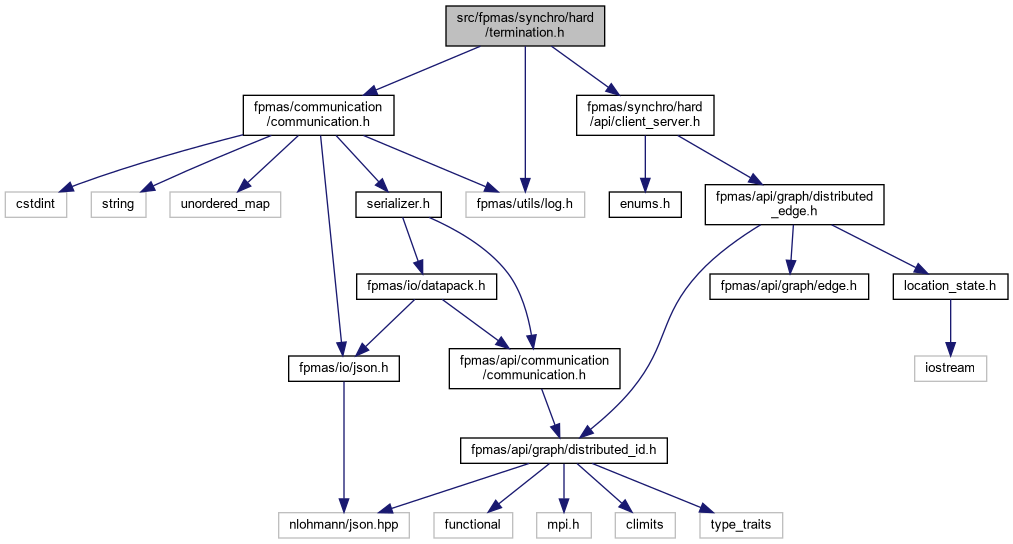 src/fpmas/synchro/hard
/termination.h
fpmas/communication
/communication.h
fpmas/synchro/hard
/api/client_server.h
cstdint
string
unordered_map
serializer.h
fpmas/utils/log.h
enums.h
fpmas/api/graph/distributed
_edge.h
fpmas/io/datapack.h
fpmas/api/graph/edge.h
location_state.h
fpmas/io/json.h
fpmas/api/communication
/communication.h
iostream
fpmas/api/graph/distributed_id.h
nlohmann/json.hpp
functional
mpi.h
climits
type_traits